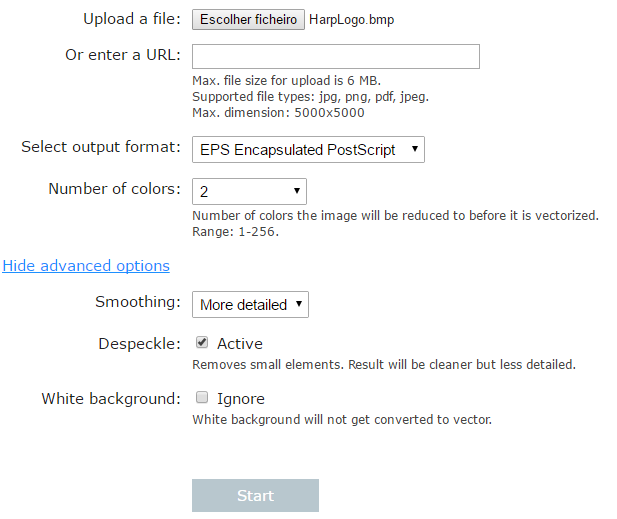 Upload a file: Escolher ficheiro HarpLogo.bmp
Or enter a URL:
Max. file size for upload is 6 MB.
Supported file types: jpg, png, pdf, jpeg.
Max. dimension: 5000x5000
Select output format: EPS Encapsulated PostScript
Number of colors: 2
Number of colors the image will be reduced to before it is vectorized.
Range: 1-256.
Hide advanced options
Smoothing: More detailed
Despeckle: Active
Removes small elements. Result will be cleaner but less detailed.
White background: Ignore
White background will not get converted to vector.
Start